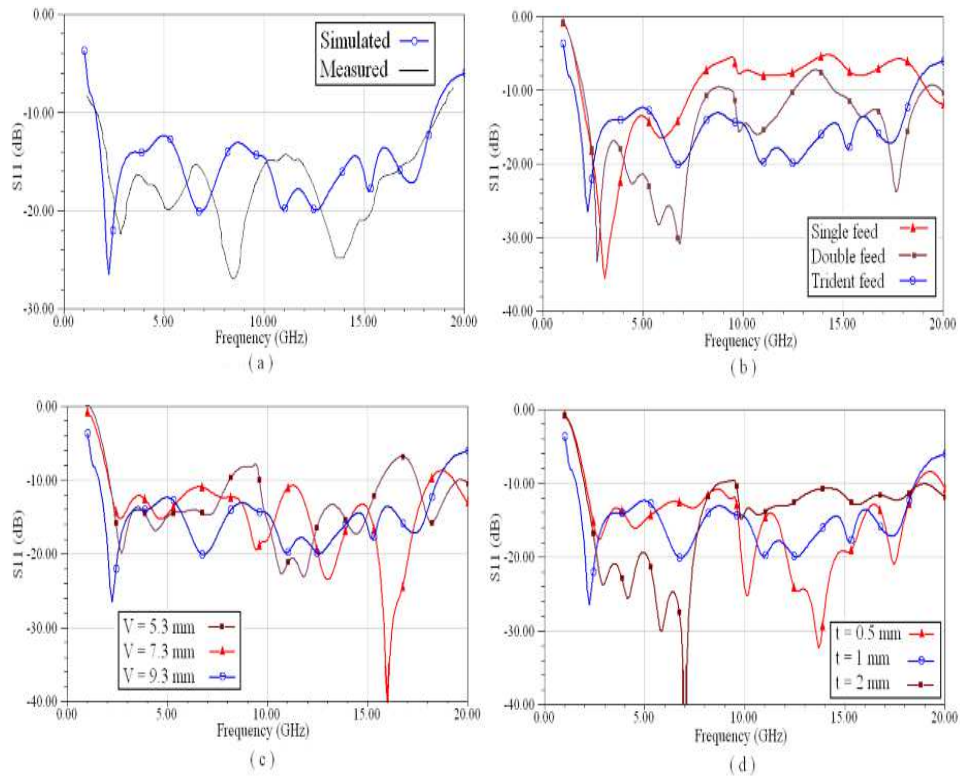 0.00
-10.00
-20.00
-30.00
S11 (dB)
Simulated
Measured
0.00 5.00 10.00 15.00 20.00
Frequency (GHz)
( a )
0.00
-10.00
-20.00
-30.00
-40.00
S11 (dB)
Single feed
Double feed
Trident feed
0.00 5.00 10.00 15.00 20.00
Frequency (GHz)
( b )
0.00
-10.00
-20.00
-30.00
-40.00
S11 (dB)
V = 5.3 mm
V = 7.3 mm
V = 9.3 mm
0.00 5.00 10.00 15.00 20.00
Frequency (GHz)
( c )
0.00
-10.00
-20.00
-30.00
-40.00
S11 (dB)
t = 0.5 mm
t = 1 mm
t = 2 mm
0.00 5.00 10.00 15.00 20.00
Frequency (GHz)
( d )